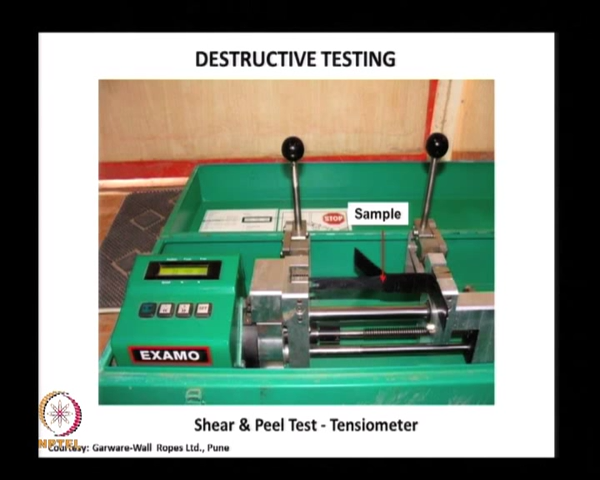 DESTRUCTIVE TESTING
STOP
Sample
EXAMO
Shear & Peel Test - Tensiometer
NPTEL
Courtesy: Garware-Wall Ropes Ltd., Pune